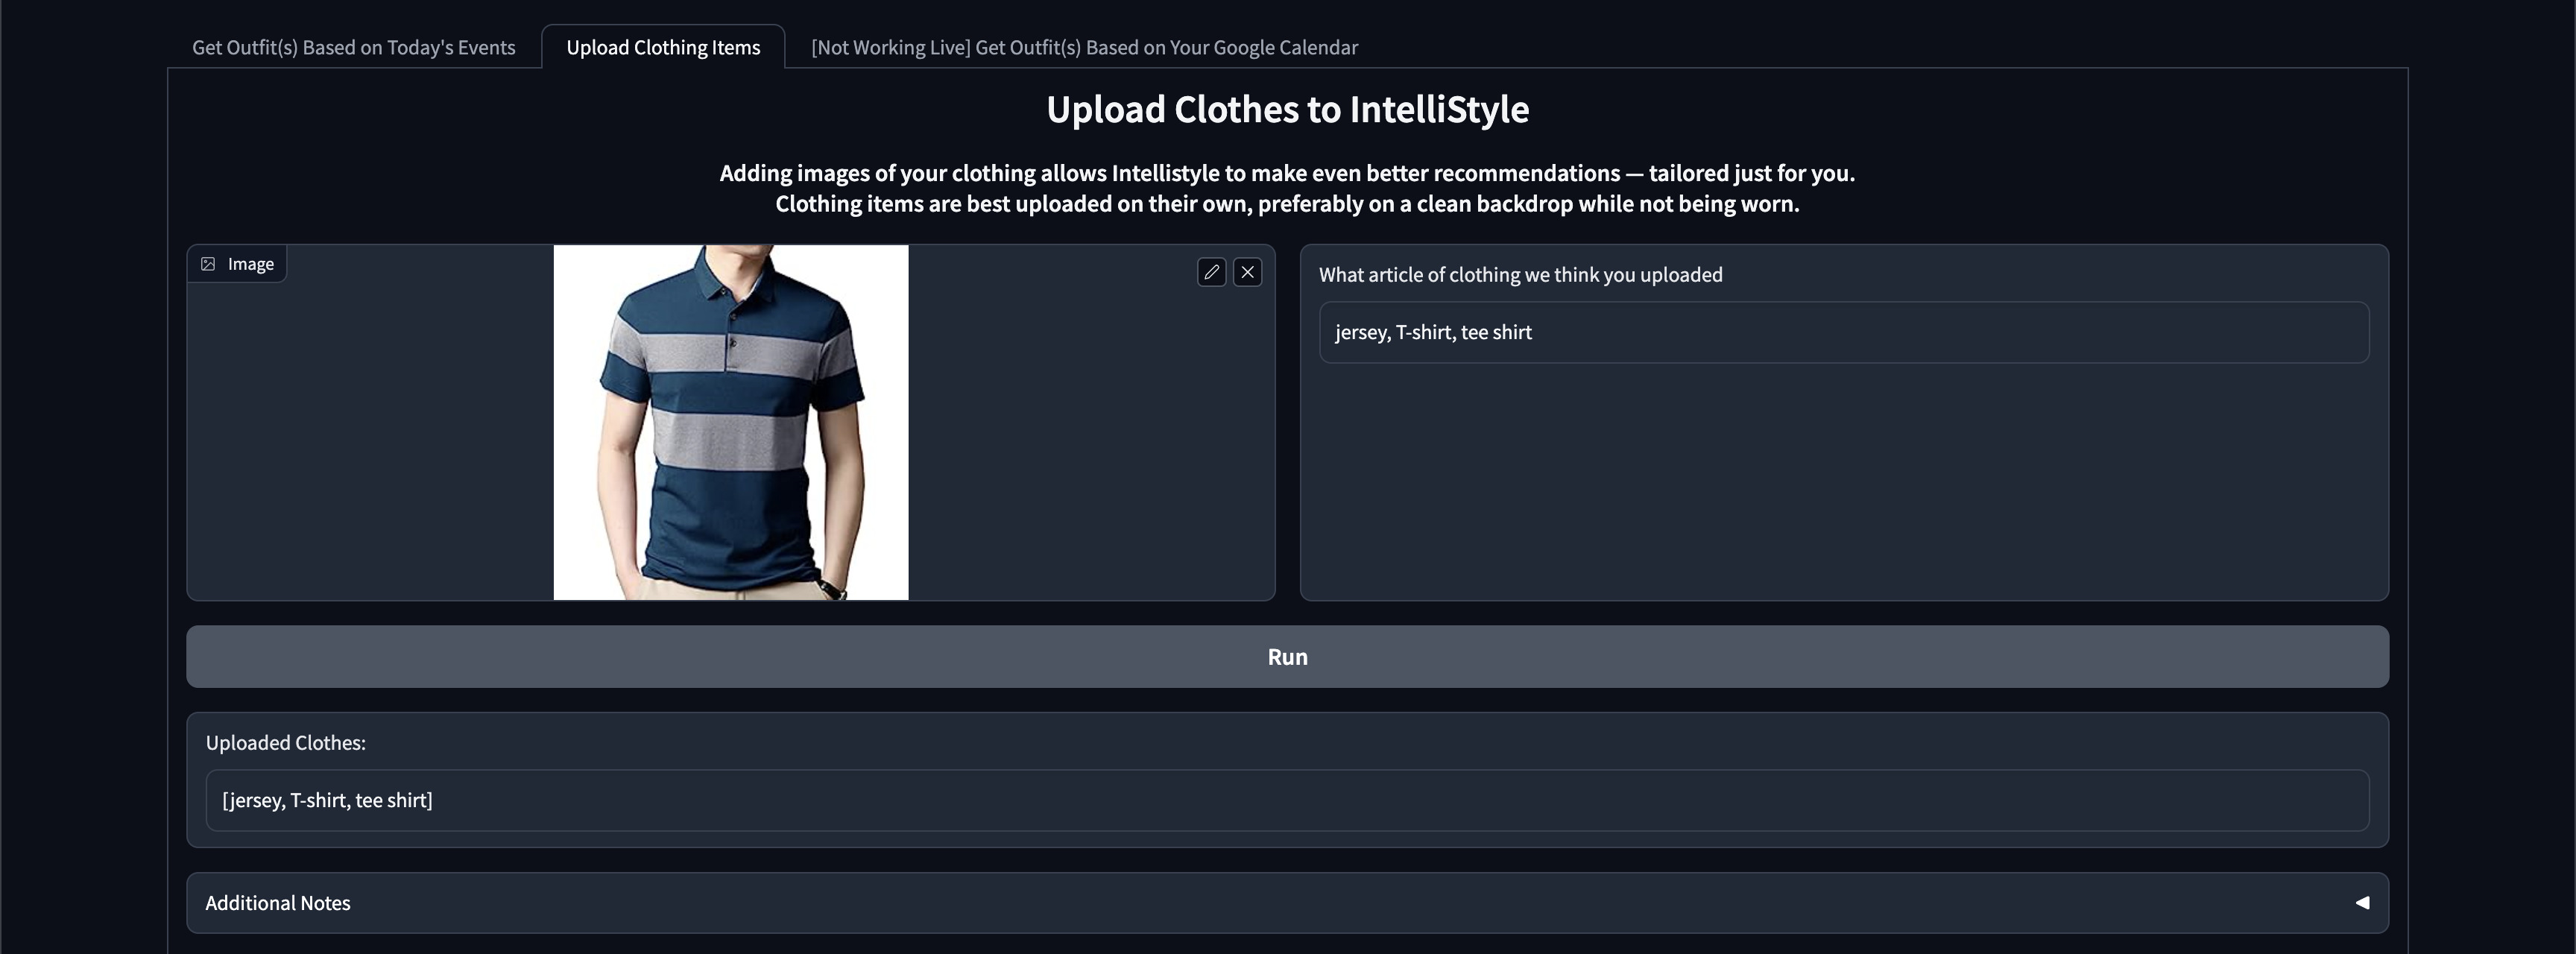 Get Outfit(s) Based on Today's Events
Upload Clothing Items
[Not Working Live] Get Outfit(s) Based on Your Google Calendar
Upload Clothes to IntelliStyle
Adding images of your clothing allows Intellistyle to make even better recommendations — tailored just for you.
Clothing items are best uploaded on their own, preferably on a clean backdrop while not being worn.
Image
What article of clothing we think you uploaded
jersey, T-shirt, tee shirt
Run
Uploaded Clothes:
[jersey, T-shirt, tee shirt]
Additional Notes